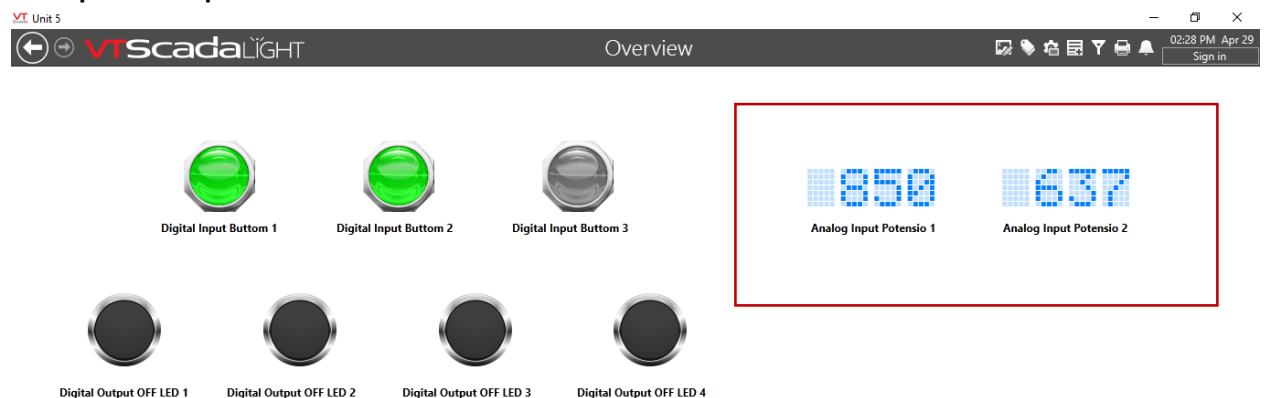 Unit 5
VTScadaLIGHT
Overview
02:28 PM Apr 29
Sign in
850
637
Digital Input Buttom 1
Digital Input Buttom 2
Digital Input Buttom 3
Analog Input Potensio 1
Analog Input Potensio 2
Digital Output OFF LED 1
Digital Output OFF LED 2
Digital Output OFF LED 3
Digital Output OFF LED 4